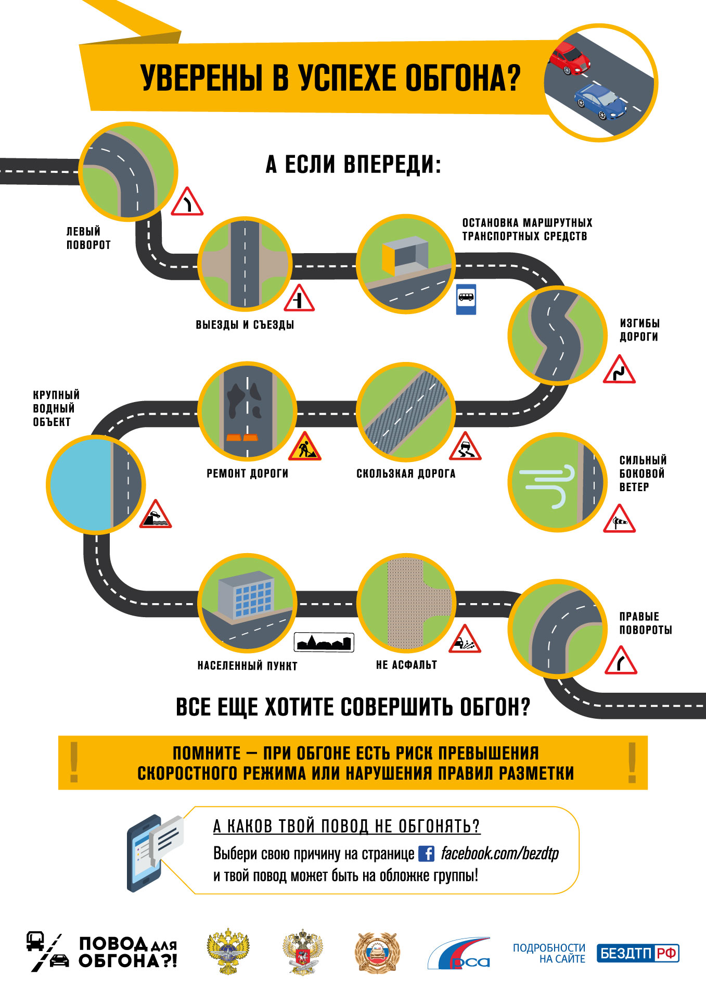 УВЕРЕНЫ В УСПЕХЕ ОБГОНА?
А ЕСЛИ ВПЕРЕДИ:
ЛЕВЫЙ
ПОВОРОТ
ВЫЕЗДЫ И СЪЕЗДЫ
ОСТАНОВКА МАРШРУТНЫХ
ТРАНСПОРТНЫХ СРЕДСТВ
ИЗГИБЫ
ДОРОГИ
КРУПНЫЙ
ВОДНЫЙ
ОБЪЕКТ
РЕМОНТ ДОРОГИ
СКОЛЬЗКАЯ ДОРОГА
СИЛЬНЫЙ
БОКОВОЙ
ВЕТЕР
НАСЕЛЕННЫЙ ПУНКТ
НЕ АСФАЛЬТ
ПРАВЫЕ
ПОВОРОТЫ
ВСЕ ЕЩЕ ХОТИТЕ СОВЕРШИТЬ ОБГОН?
! ПОМНИТЕ – ПРИ ОБГОНЕ ЕСТЬ РИСК ПРЕВЫШЕНИЯ !
СКОРОСТНОГО РЕЖИМА ИЛИ НАРУШЕНИЯ ПРАВИЛ РАЗМЕТКИ
А КАКОВ ТВОЙ ПОВОД НЕ ОБГОНЯТЬ?
Выбери свою причину на странице f facebook.com/bezdtp
и твой повод может быть на обложке группы!
ПОВОД ДЛЯ
ОБГОНА?!
рса
ПОДРОБНОСТИ
НА САЙТЕ
БЕЗДТП РФ